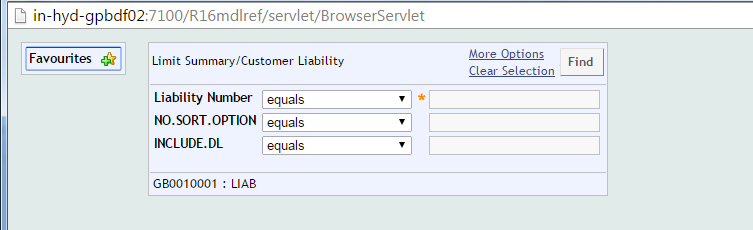 in-hyd-gpbdf02:7100/R16mdlref/servlet/BrowserServlet
Favourites
Limit Summary/Customer Liability
More Options
Clear Selection
Find
Liability Number equals *
NO.SORT.OPTION equals
INCLUDE.DL equals
GB0010001 : LIAB